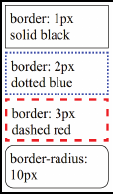 border: 1px
solid black
border: 2px
dotted blue
border: 3px
dashed red
border-radius:
10px